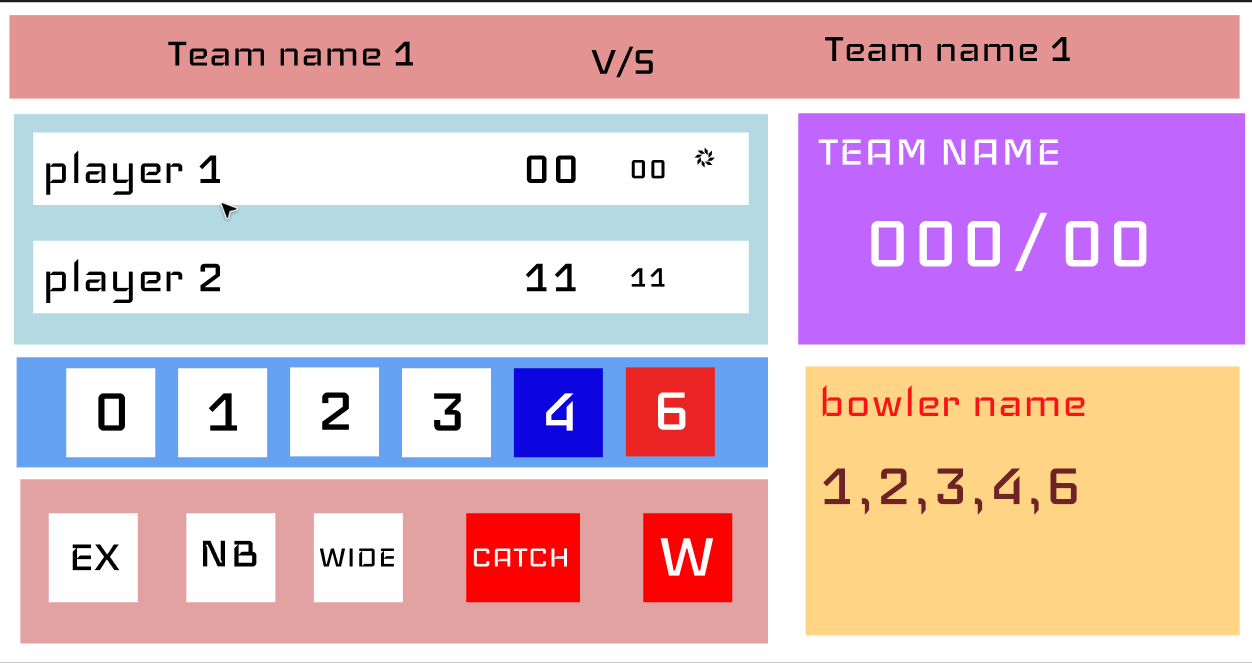 Team name 1 V/S Team name 1
player 1 00 00
player 2 11 11
TEAM NAME
000/00
0 1 2 3 4 6
bowler name
1,2,3,4,6
EX NB WIDE CATCH W